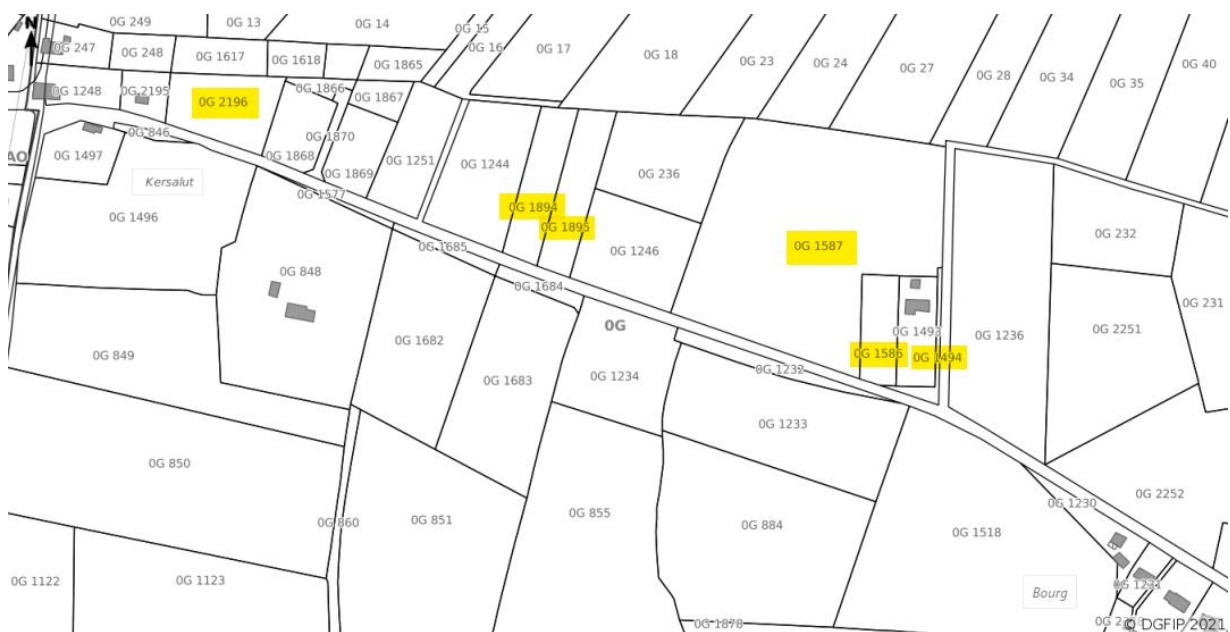 0G 249
0G 13
0G 14
0G 15
N
0G 247
0G 248
0G 1617
0G 1618
0G 1865
0G 16
0G 17
0G 18
0G 23
0G 24
0G 27
0G 28
0G 34
0G 35
0G 40
0G 1248
0G 2195
0G 2196
0G 1866
0G 1867
0G 846
0G 1870
0G 1497
0G 1868
0G 1869
0G 1251
0G 1244
0G 236
AO
Kersalut
0G 1577
0G 1496
0G 1894
0G 1895
0G 1246
0G 1587
0G 232
0G 1685
0G 848
0G 1684
0G 231
0G
0G 1493
0G 1236
0G 2251
0G 849
0G 1682
0G 1683
0G 1234
0G 1586
0G 1494
0G 1232
0G 1233
0G 850
0G 860
0G 851
0G 855
0G 884
0G 1518
0G 1230
0G 2252
0G 1122
0G 1123
0G 1231
Bourg
0G 1878
© DGFIP 2021